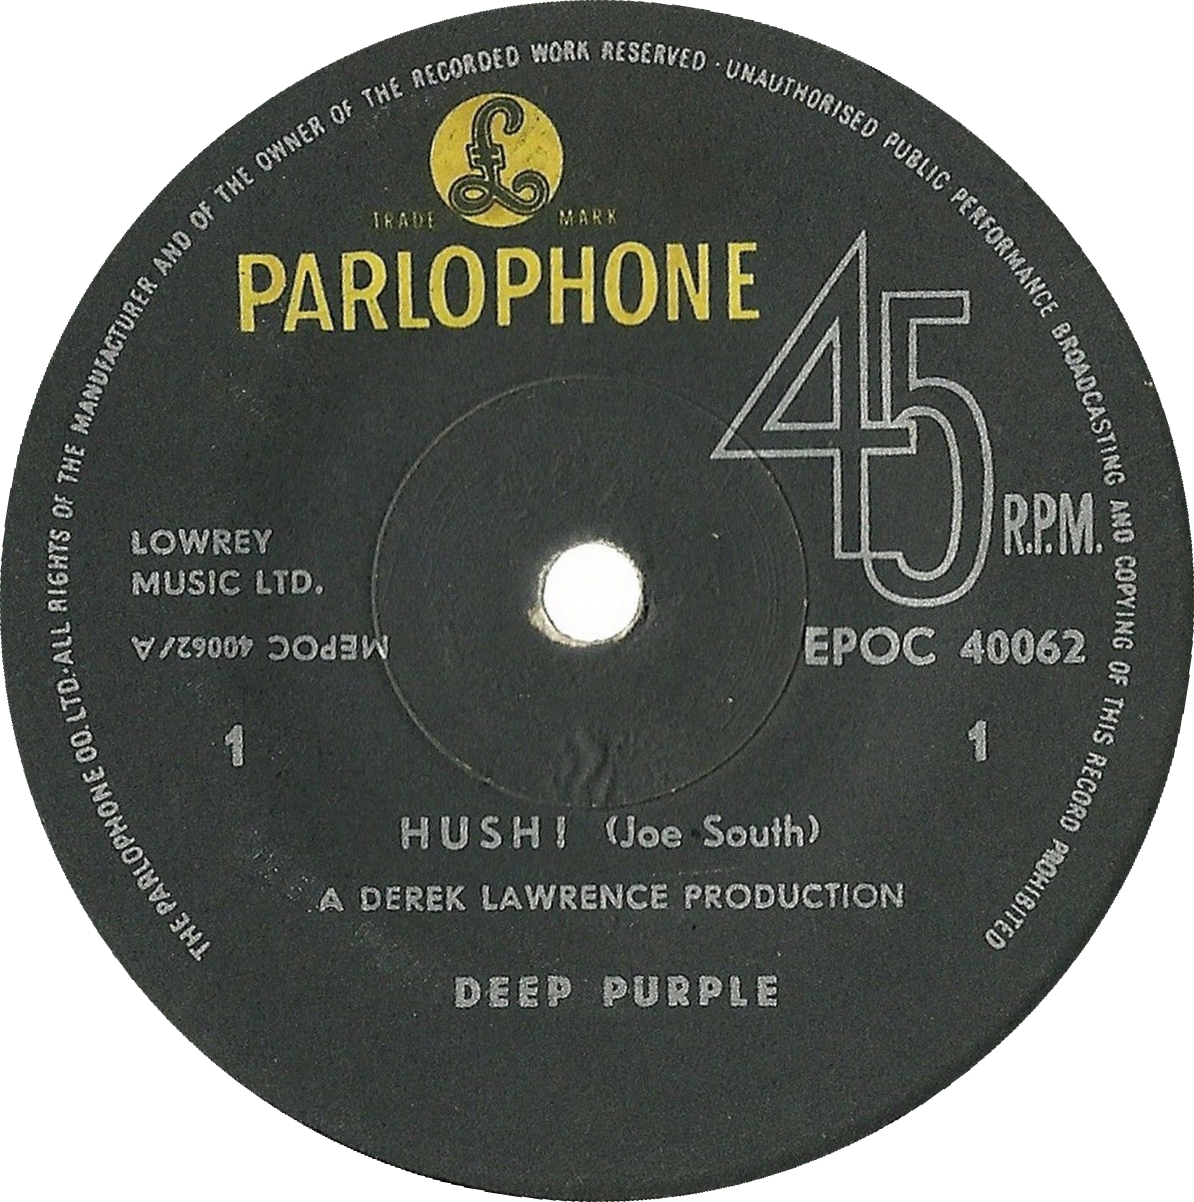 THE PARLOPHONE CO. LTD. · ALL RIGHTS OF THE MANUFACTURER AND OF THE OWNER OF THE RECORDED WORK RESERVED · UNAUTHORISED PUBLIC PERFORMANCE BROADCASTING AND COPYING OF THIS RECORD PROHIBITED
£
TRADE MARK
PARLOPHONE
45
R.P.M.
LOWREY
MUSIC LTD.
MEPOC 40062/A
EPOC 40062
1 1
HUSH! (Joe South)
A DEREK LAWRENCE PRODUCTION
DEEP PURPLE